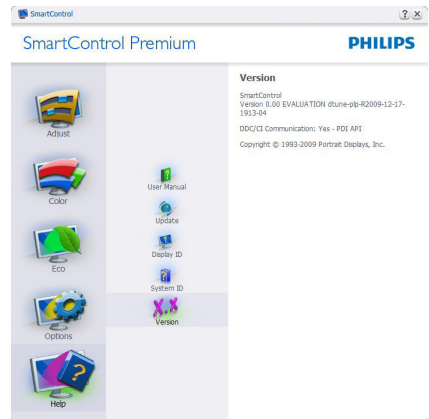 SmartControl
SmartControl Premium
PHILIPS
Adjust
Color
Eco
Options
Help
User Manual
Update
Display ID
System ID
X.X
Version
Version
SmartControl
Version 0.00 EVALUATION dtune-plp-R2009-12-17-
1913-04
DDC/CI Communication: Yes - PDI API
Copyright © 1993-2009 Portrait Displays, Inc.